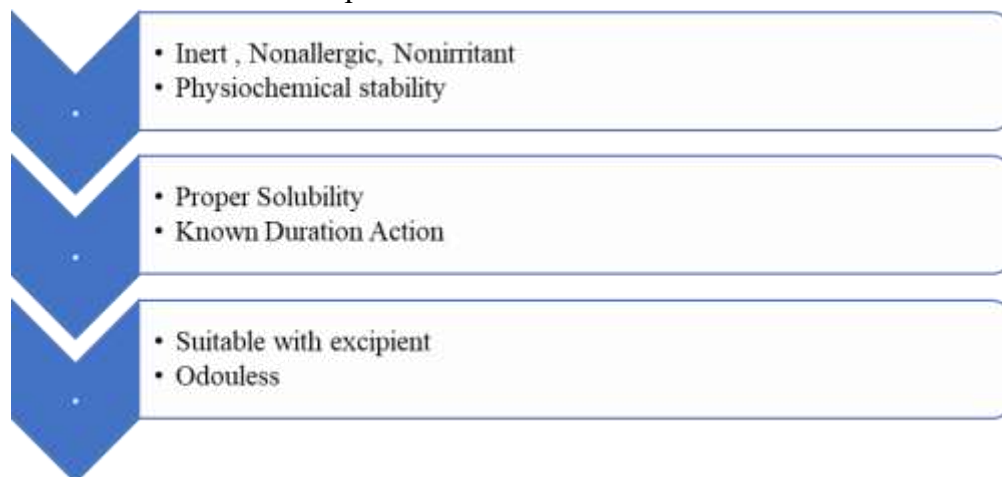 • Inert , Nonallergic, Nonirritant
• Physiochemical stability
• Proper Solubility
• Known Duration Action
• Suitable with excipient
• Odouless